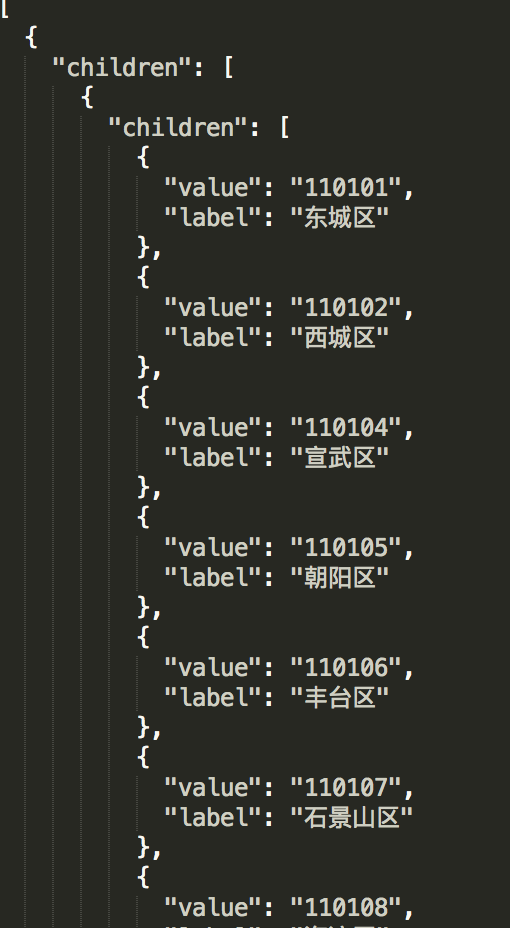 [
{
"children": [
{
"children": [
{
"value": "110101",
"label": "东城区"
},
{
"value": "110102",
"label": "西城区"
},
{
"value": "110104",
"label": "宣武区"
},
{
"value": "110105",
"label": "朝阳区"
},
{
"value": "110106",
"label": "丰台区"
},
{
"value": "110107",
"label": "石景山区"
},
{
"value": "110108",